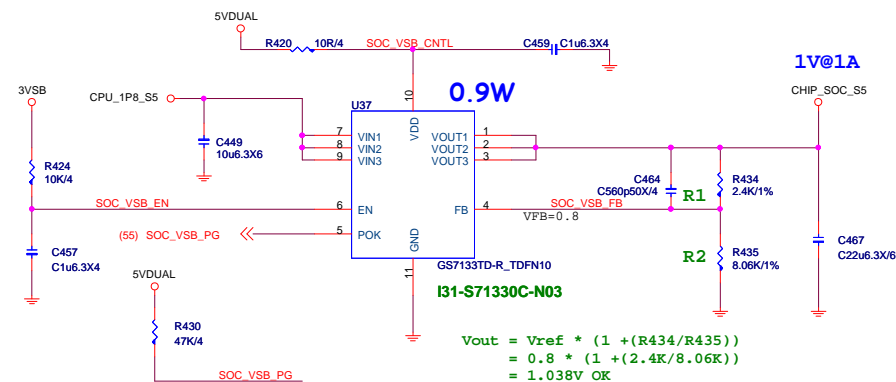 5VDUAL
R420
10R/4
SOC_VSB_CNTL
C459
C1u6.3X4
1V@1A
3VSB
CPU_1P8_S5
U37
10
0.9W
CHIP_SOC_S5
VDD
7
VIN1
VOUT1
1
8
VIN2
VOUT2
2
9
VIN3
VOUT3
3
C449
10u6.3X6
R424
10K/4
C464
C560p50X/4
R1
R434
2.4K/1%
SOC_VSB_EN
6
EN
FB
4
SOC_VSB_FB
VFB=0.8
(55) SOC_VSB_PG
5
POK
GND
C457
C1u6.3X4
R2
R435
8.06K/1%
C467
C22u6.3X/6
11
GS7133TD-R_TDFN10
I31-S71330C-N03
5VDUAL
R430
47K/4
SOC_VSB_PG
Vout = Vref * (1 +(R434/R435))
= 0.8 * (1 +(2.4K/8.06K))
= 1.038V OK